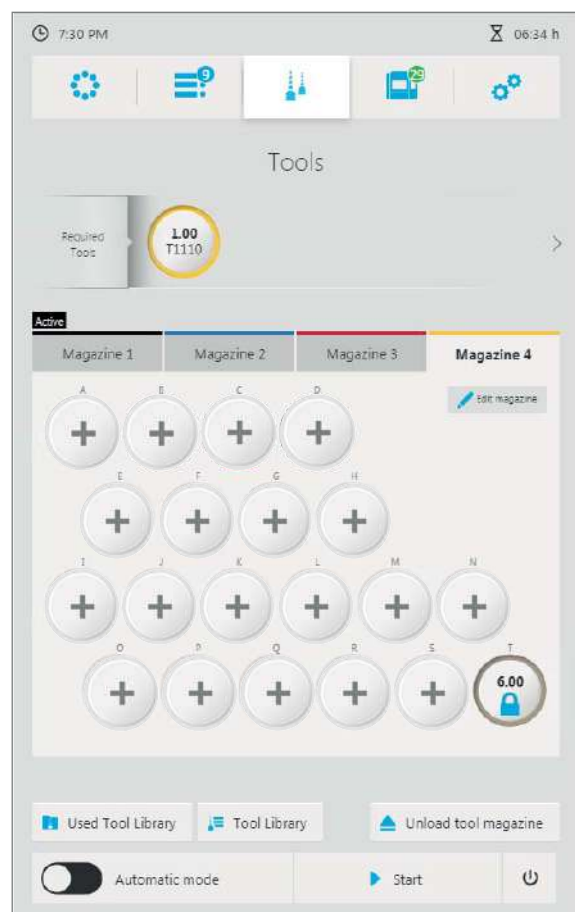 7:30 PM 06:34 h
9 29
Tools
Required
Tools
1.00
T1110
Active
Magazine 1 Magazine 2 Magazine 3 Magazine 4
Edit magazine
A B C D
E F G H
I J K L M N
O P Q R S T
6.00
Used Tool Library Tool Library Unload tool magazine
Automatic mode Start